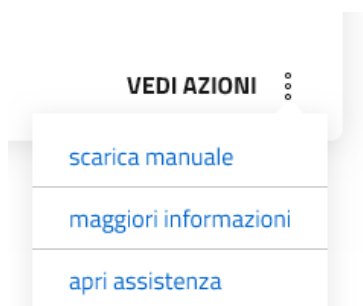 VEDI AZIONI
scarica manuale
maggiori informazioni
apri assistenza